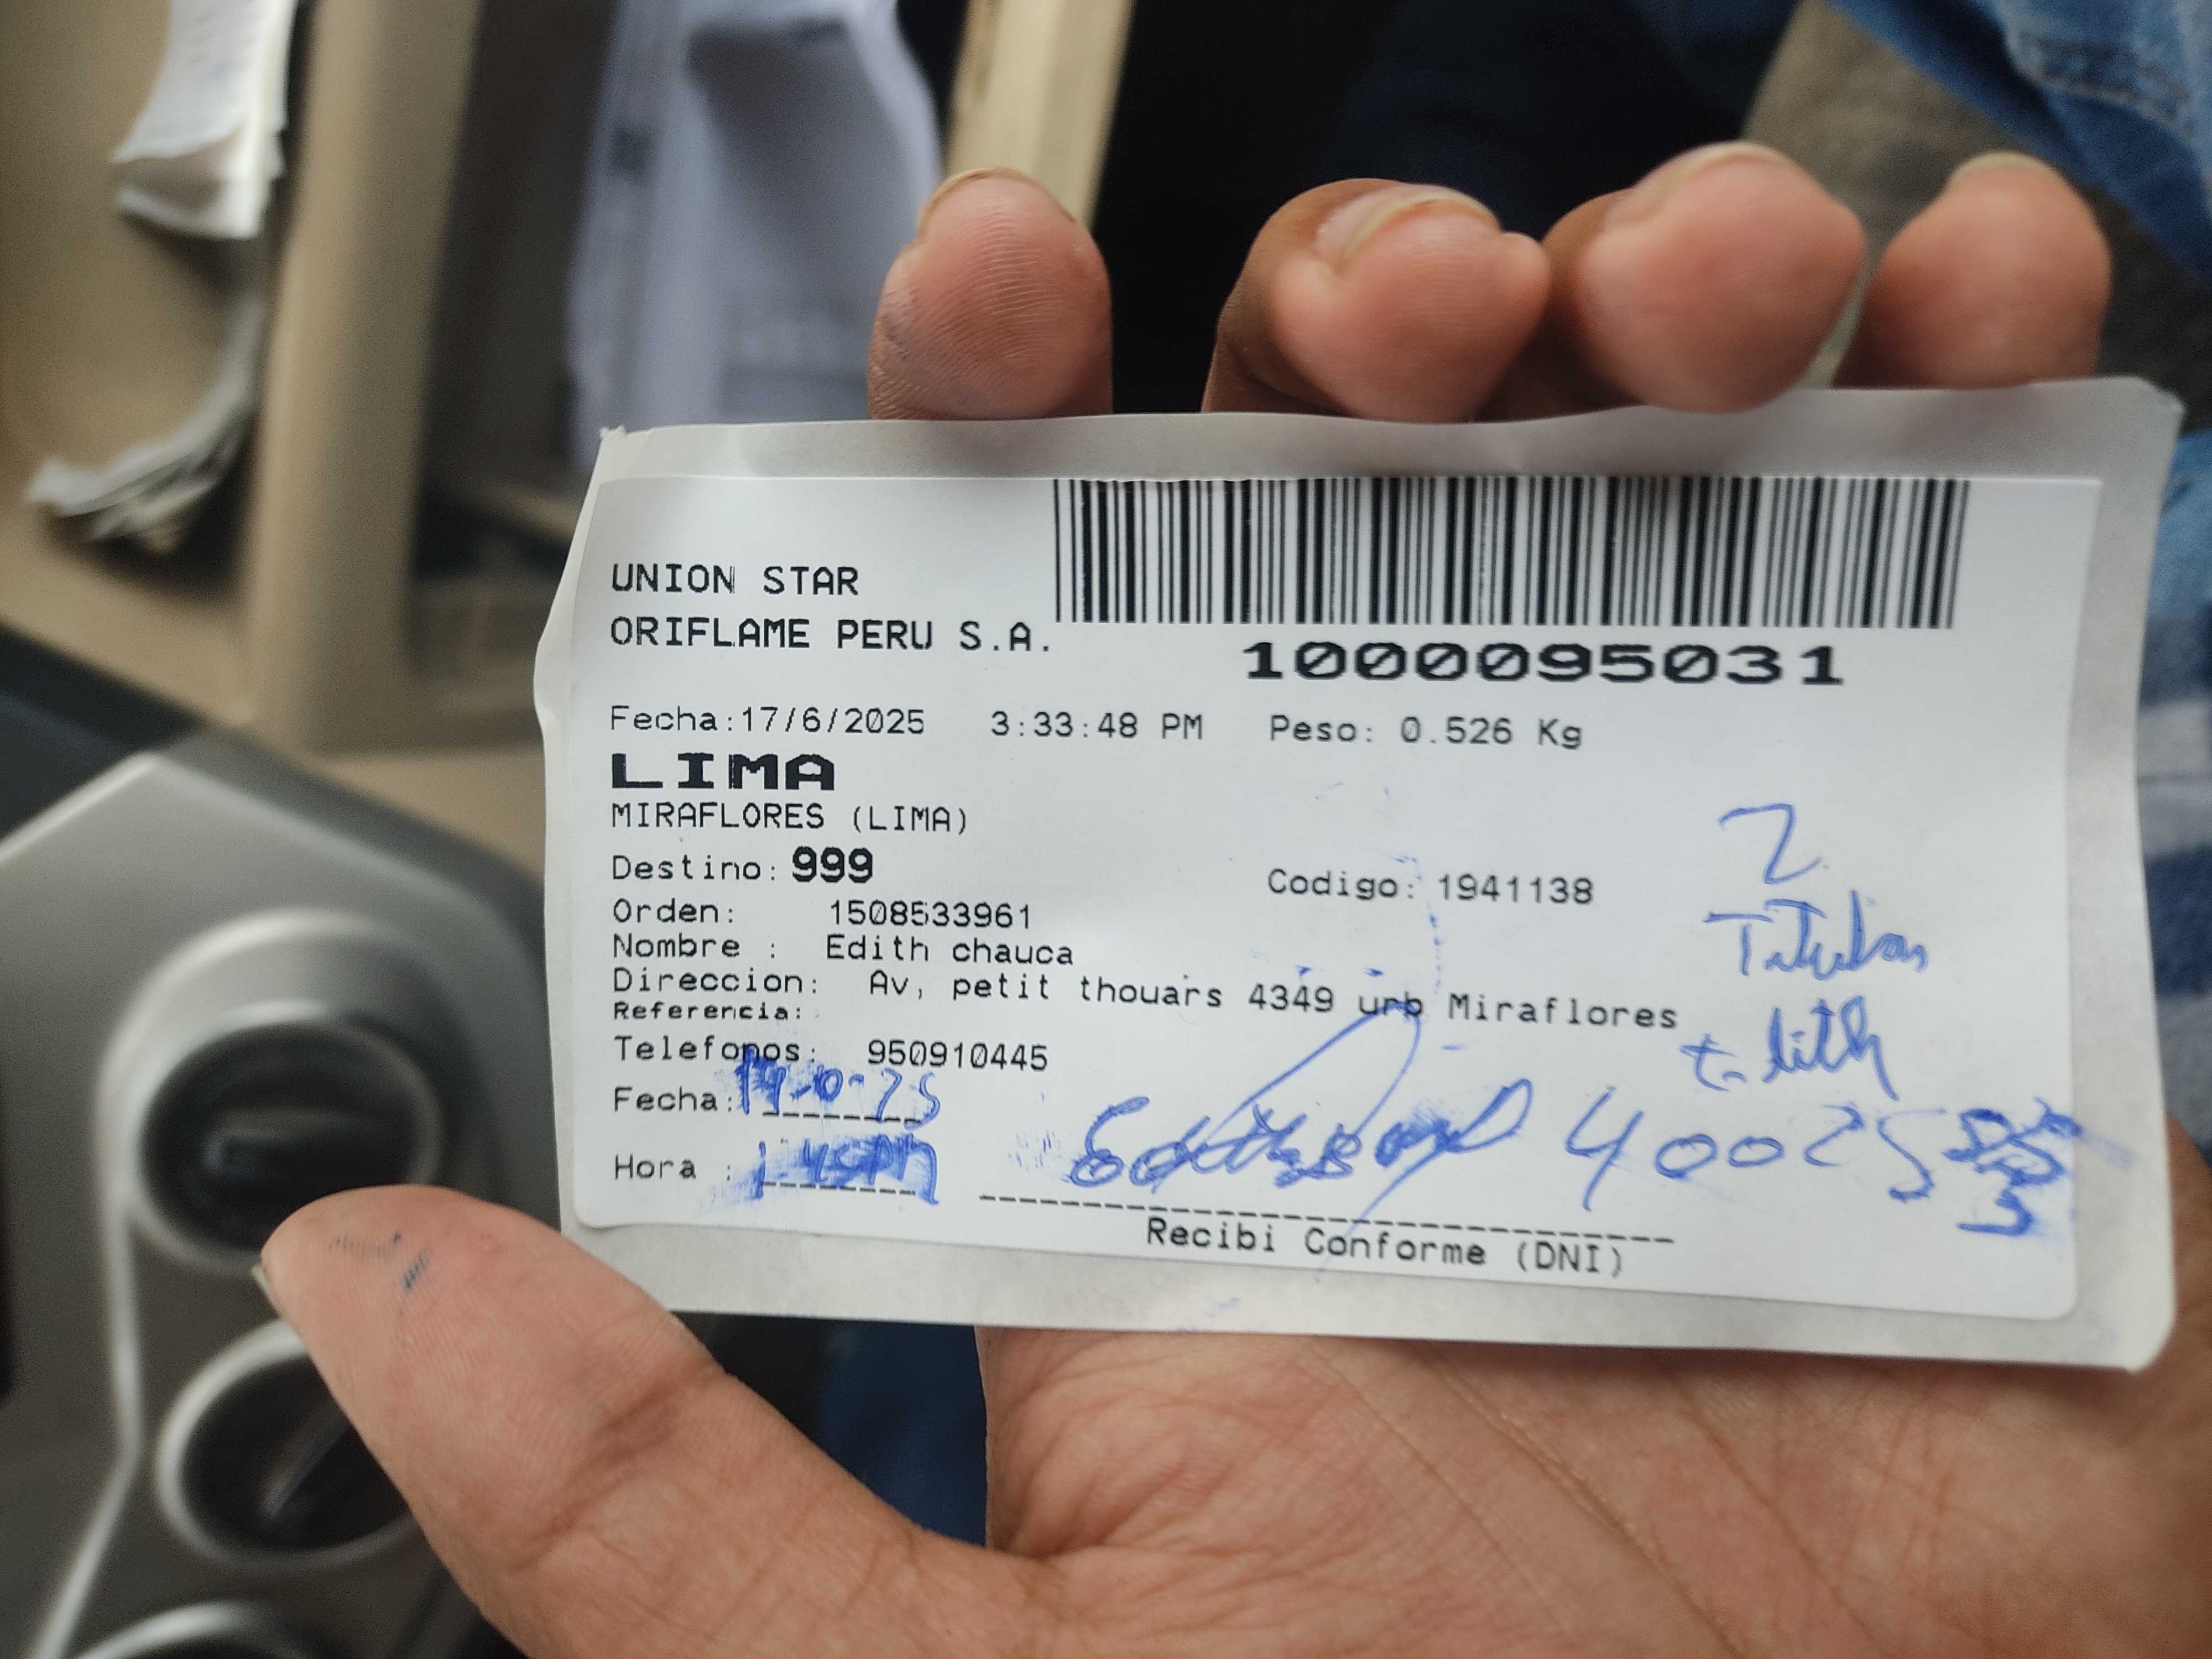 UNION STAR
ORIFLAME PERU S.A.
1000095031
Fecha:17/6/2025 3:33:48 PM Peso: 0.526 Kg
LIMA
MIRAFLORES (LIMA)
Destino: 999 Codigo: 1941138
Orden: 1508533961
Nombre : Edith chauca
Direccion: Av, petit thouars 4349 urb Miraflores
Referencia:
Telefonos: 950910445
Fecha:
Hora :
Recibi Conforme (DNI)